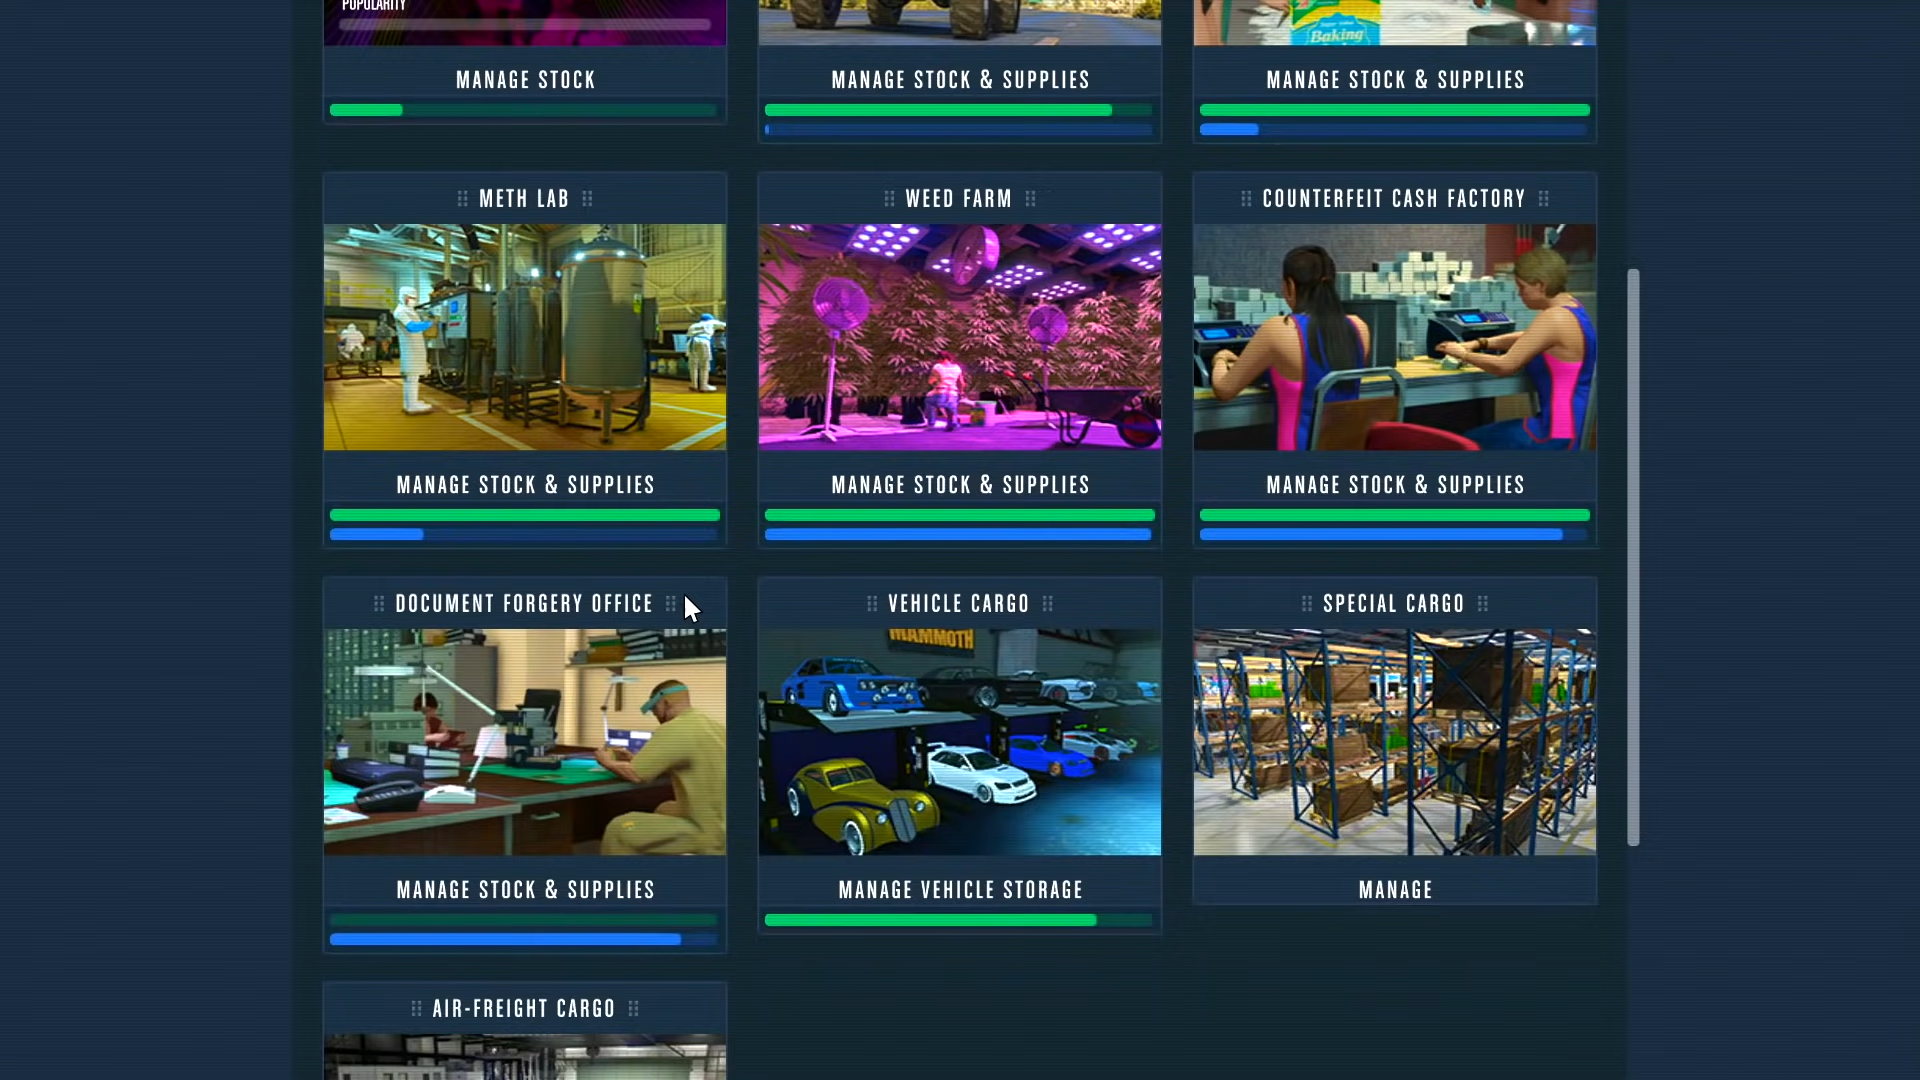 POPULARITY
Baking
MANAGE STOCK
MANAGE STOCK & SUPPLIES
MANAGE STOCK & SUPPLIES
METH LAB
WEED FARM
COUNTERFEIT CASH FACTORY
MANAGE STOCK & SUPPLIES
MANAGE STOCK & SUPPLIES
MANAGE STOCK & SUPPLIES
DOCUMENT FORGERY OFFICE
VEHICLE CARGO
SPECIAL CARGO
MAMMOTH
MANAGE STOCK & SUPPLIES
MANAGE VEHICLE STORAGE
MANAGE
AIR-FREIGHT CARGO